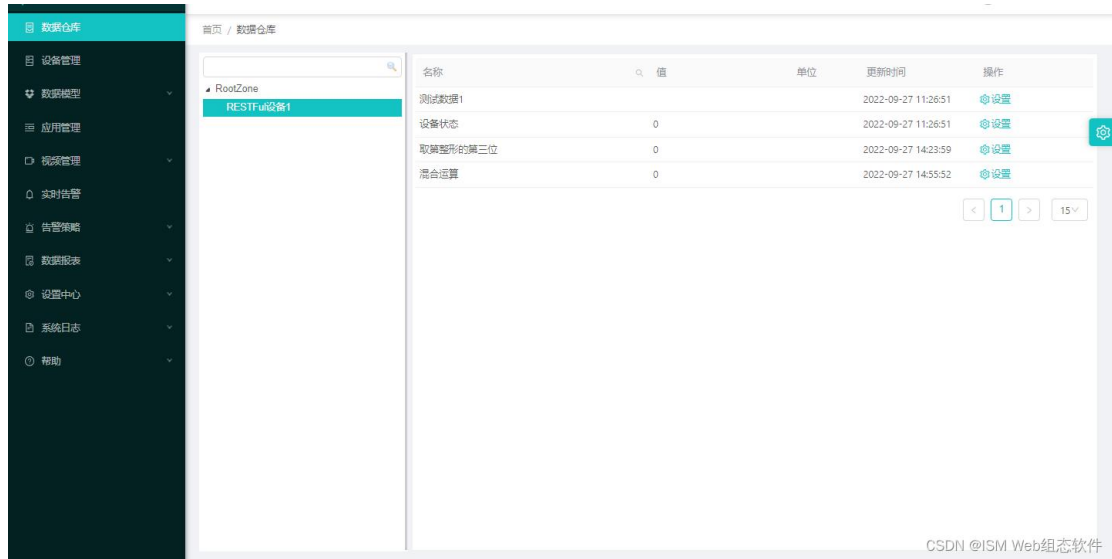 数据仓库
设备管理
数据模型
应用管理
视频管理
实时告警
告警策略
数据报表
设置中心
系统日志
帮助
首页 / 数据仓库
RootZone
RESTFul设备1
名称 值 单位 更新时间 操作
测试数据1 2022-09-27 11:26:51 设置
设备状态 0 2022-09-27 11:26:51 设置
取第整形的第三位 0 2022-09-27 14:23:59 设置
混合运算 0 2022-09-27 14:55:52 设置
< 1 > 15
CSDN @ISM Web组态软件